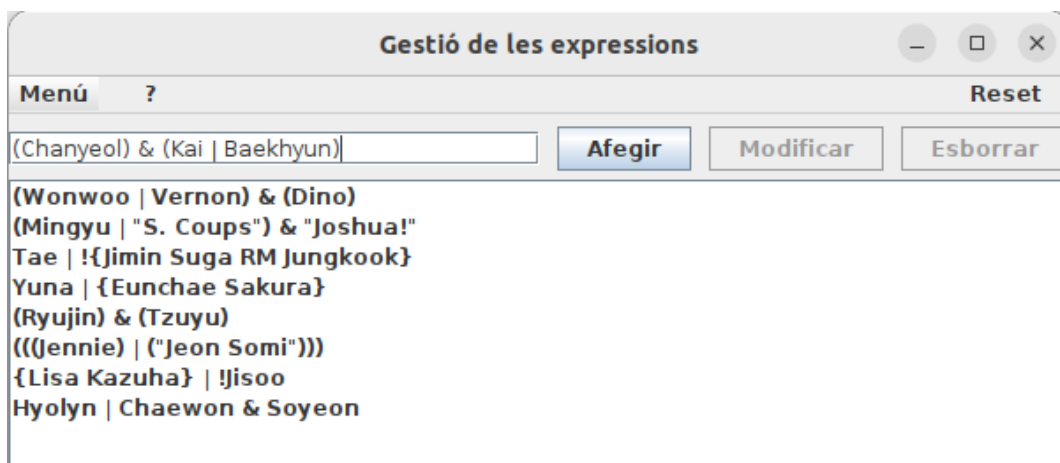 Gestió de les expressions
Menú ? Reset
(Chanyeol) & (Kai | Baekhyun)
Afegir Modificar Esborrar
(Wonwoo | Vernon) & (Dino)
(Mingyu | "S. Coups") & "Joshua!"
Tae | !{Jimin Suga RM Jungkook}
Yuna | {Eunchae Sakura}
(Ryujin) & (Tzuyu)
(((Jennie) | ("Jeon Somi")))
{Lisa Kazuha} | !Jisoo
Hyolyn | Chaewon & Soyeon